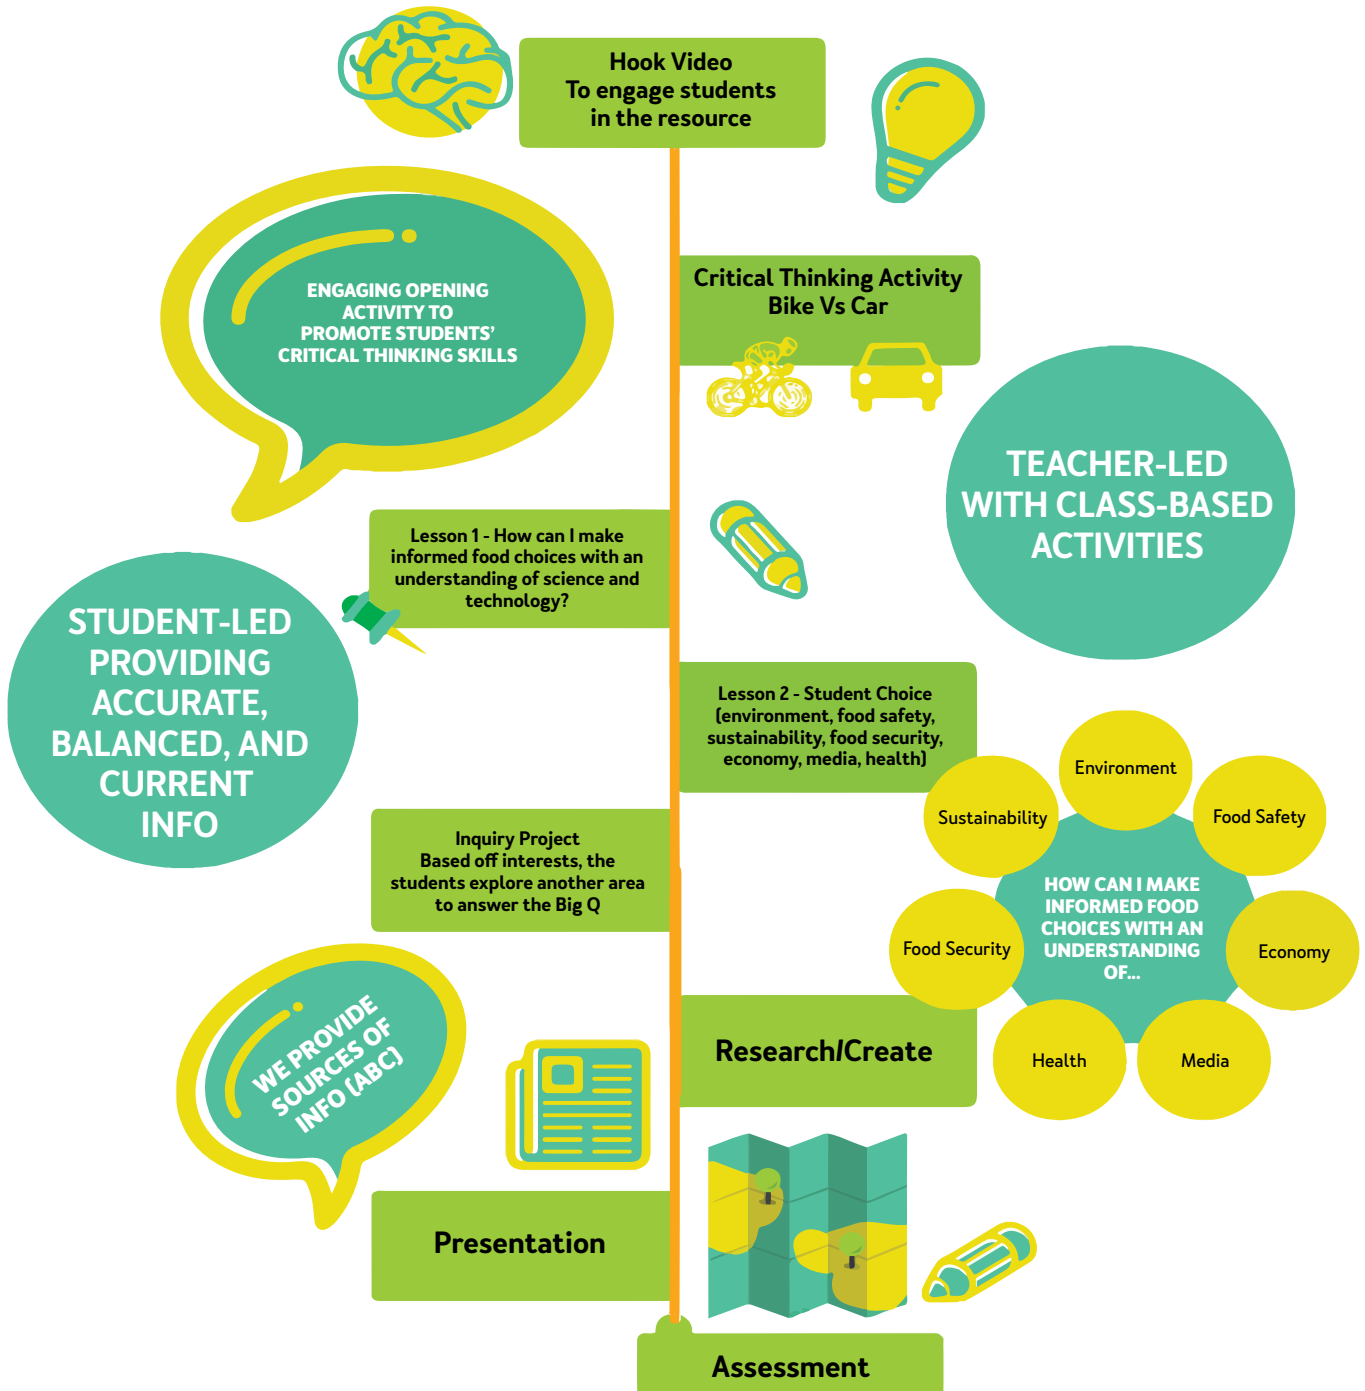 Hook Video
To engage students
in the resource
ENGAGING OPENING
ACTIVITY TO
PROMOTE STUDENTS’
CRITICAL THINKING SKILLS
Critical Thinking Activity
Bike Vs Car
TEACHER-LED
WITH CLASS-BASED
ACTIVITIES
Lesson 1 - How can I make
informed food choices with an
understanding of science and
technology?
STUDENT-LED
PROVIDING
ACCURATE,
BALANCED, AND
CURRENT
INFO
Lesson 2 - Student Choice
(environment, food safety,
sustainability, food security,
economy, media, health)
Environment
Sustainability
Food Safety
HOW CAN I MAKE
INFORMED FOOD
CHOICES WITH AN
UNDERSTANDING
OF...
Food Security
Economy
Health
Media
Inquiry Project
Based off interests, the
students explore another area
to answer the Big Q
WE PROVIDE
SOURCES OF
INFO (ABC)
Research/Create
Presentation
Assessment